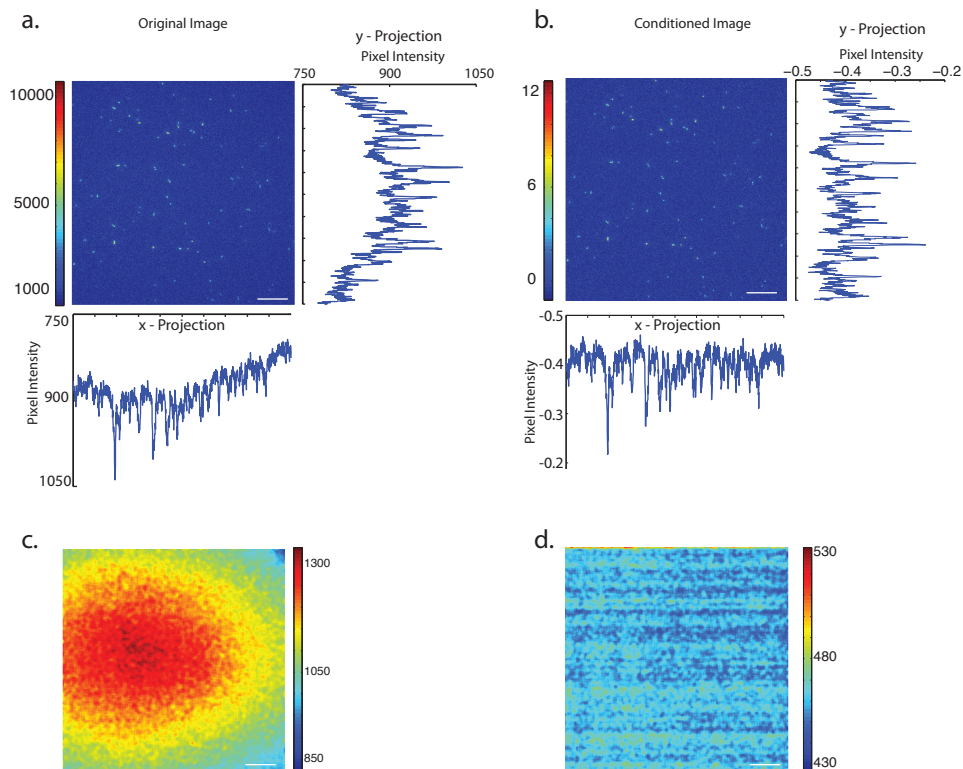 a.
Original Image
y - Projection
Pixel Intensity
750 900 1050
10000
5000
1000
x - Projection
Pixel Intensity
750
900
1050
b.
Conditioned Image
y - Projection
Pixel Intensity
−0.5 −0.4 −0.3 −0.2
12
6
0
x - Projection
Pixel Intensity
-0.5
-0.4
-0.3
-0.2
c.
1300
1050
850
d.
530
480
430